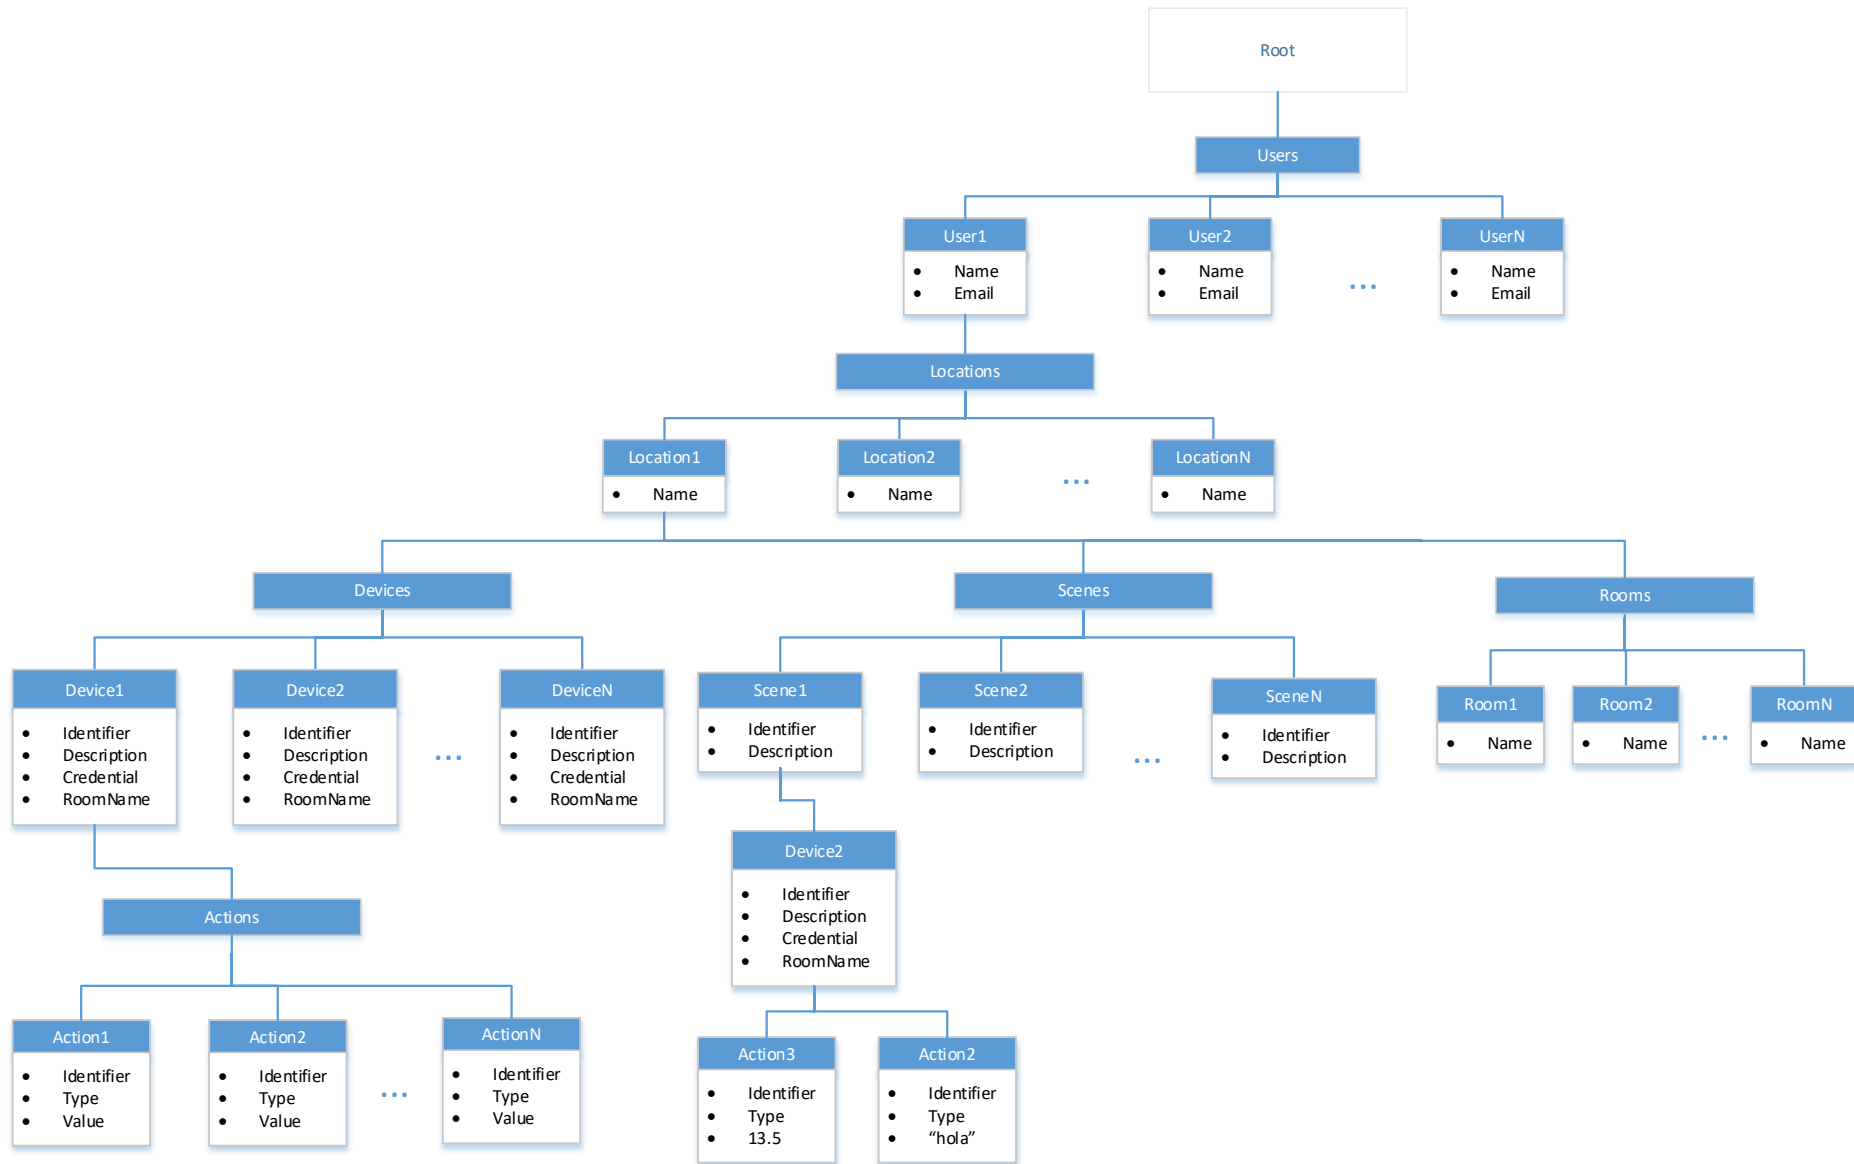 Root
Users
User1
• Name
• Email
User2
• Name
• Email
...
UserN
• Name
• Email
Locations
Location1
• Name
Location2
• Name
...
LocationN
• Name
Devices
Scenes
Rooms
Device1
• Identifier
• Description
• Credential
• RoomName
Device2
• Identifier
• Description
• Credential
• RoomName
...
DeviceN
• Identifier
• Description
• Credential
• RoomName
Scene1
• Identifier
• Description
Scene2
• Identifier
• Description
...
SceneN
• Identifier
• Description
Room1
• Name
Room2
• Name
...
RoomN
• Name
Actions
Action1
• Identifier
• Type
• Value
Action2
• Identifier
• Type
• Value
...
ActionN
• Identifier
• Type
• Value
Device2
• Identifier
• Description
• Credential
• RoomName
Action3
• Identifier
• Type
• 13.5
Action2
• Identifier
• Type
• “hola”